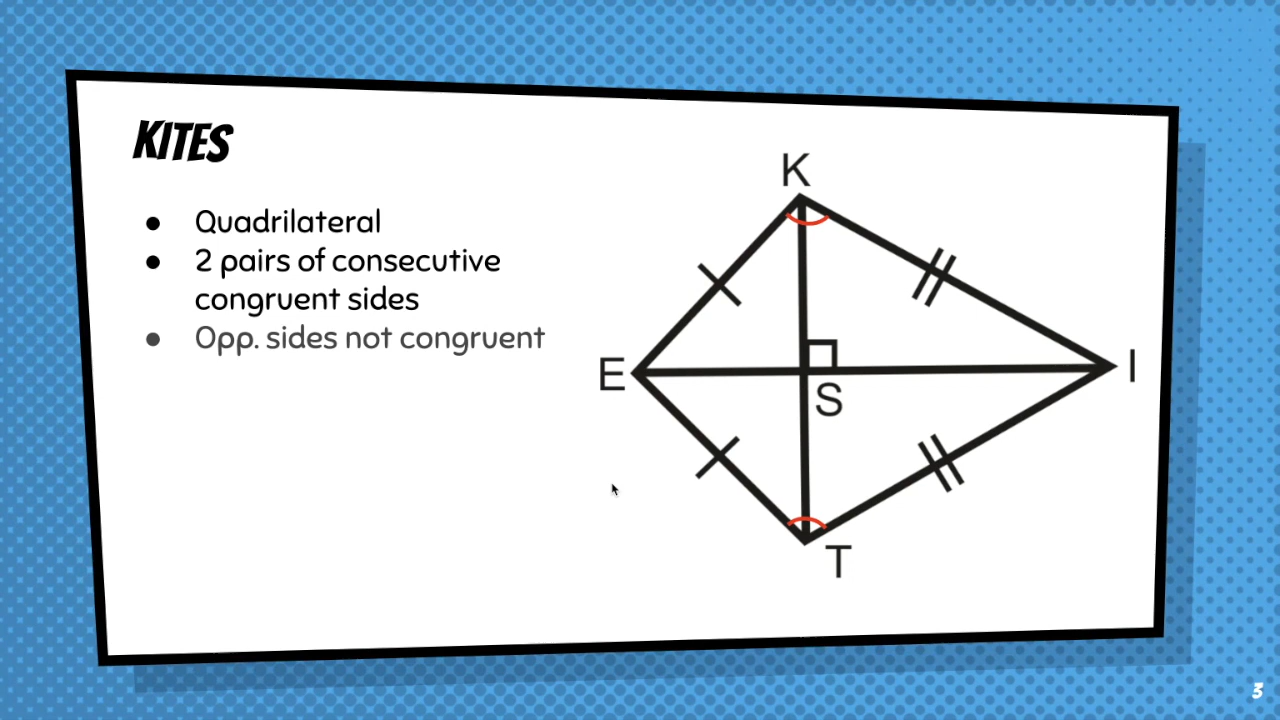 KITES
● Quadrilateral
● 2 pairs of consecutive
congruent sides
● Opp. sides not congruent
K
E
I
S
T
3